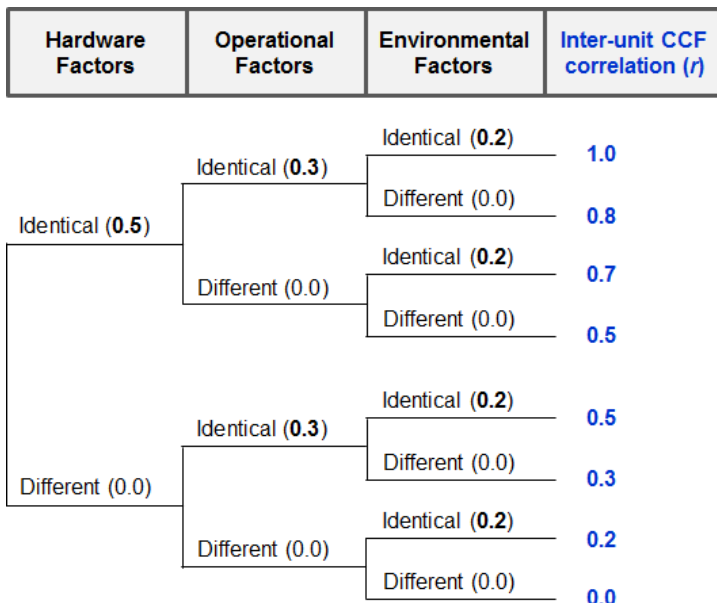 Hardware Factors
Operational Factors
Environmental Factors
Inter-unit CCF correlation (r)
Identical (0.2)
1.0
Identical (0.3)
Different (0.0)
0.8
Identical (0.5)
Identical (0.2)
0.7
Different (0.0)
Different (0.0)
0.5
Identical (0.2)
0.5
Identical (0.3)
Different (0.0)
0.3
Different (0.0)
Identical (0.2)
0.2
Different (0.0)
Different (0.0)
0.0